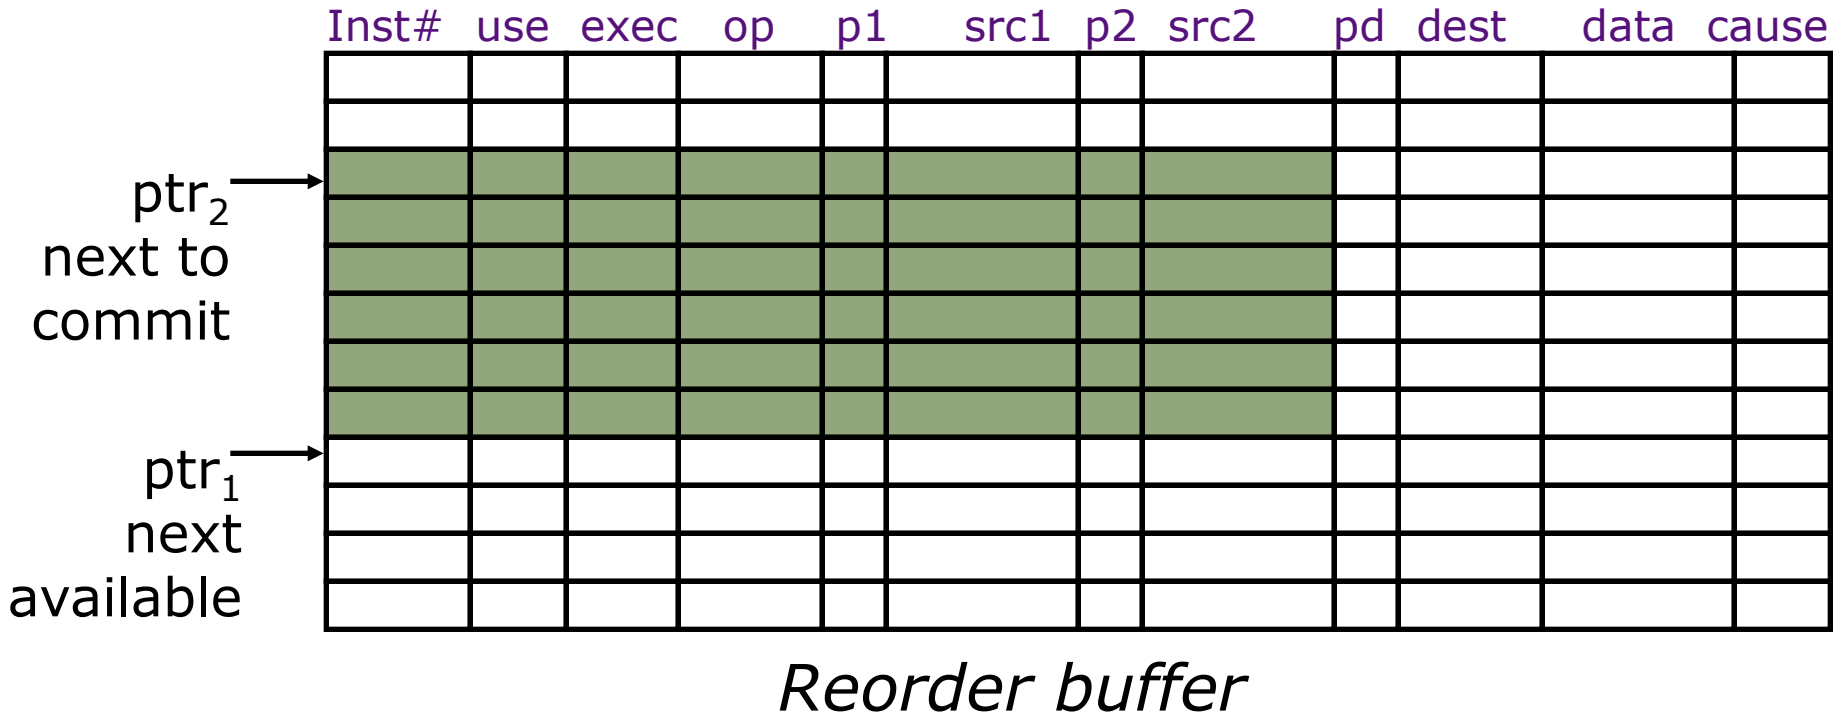 Inst# use exec op p1 src1 p2 src2 pd dest data cause
ptr₂
next to
commit
ptr₁
next
available
Reorder buffer